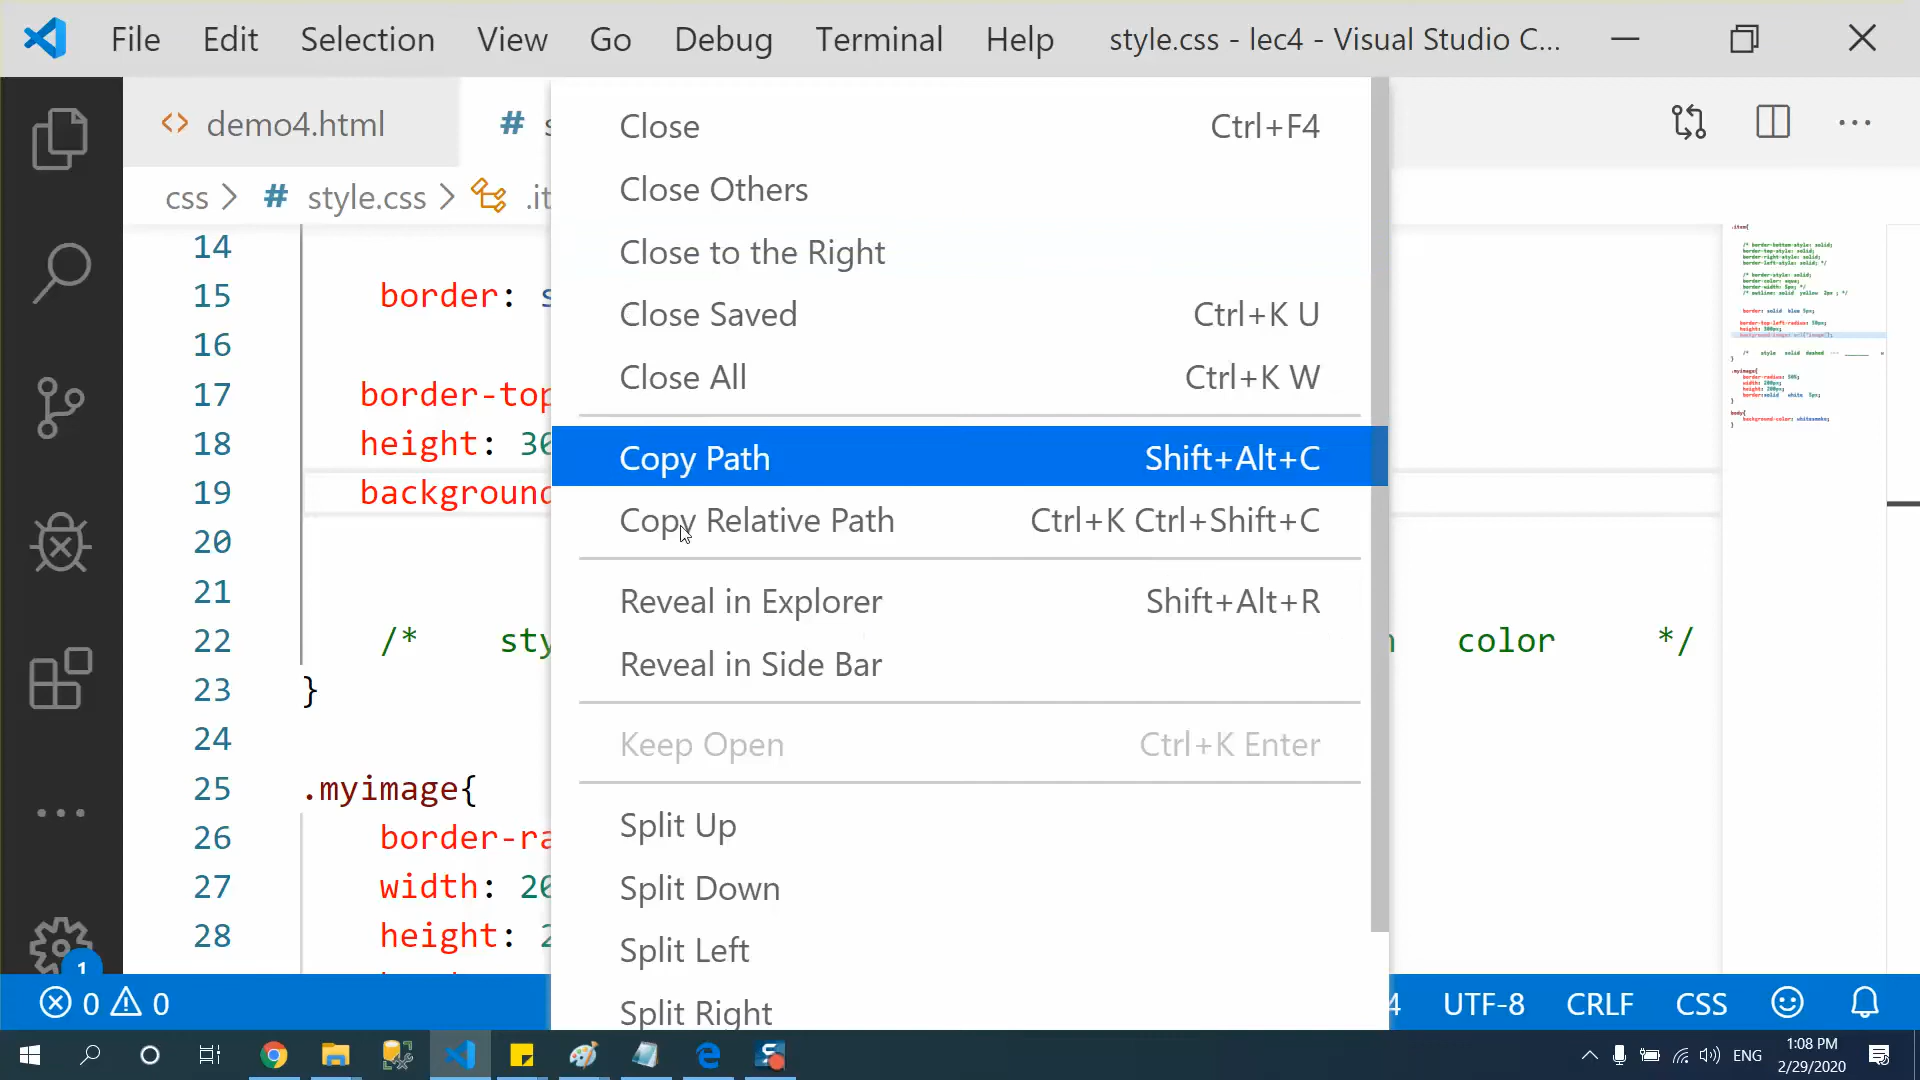 File Edit Selection View Go Debug Terminal Help style.css - lec4 - Visual Studio C...
demo4.html
# s
css > # style.css > .it
Close Ctrl+F4
Close Others
Close to the Right
Close Saved Ctrl+K U
Close All Ctrl+K W
Copy Path Shift+Alt+C
Copy Relative Path Ctrl+K Ctrl+Shift+C
Reveal in Explorer Shift+Alt+R
Reveal in Side Bar
Keep Open Ctrl+K Enter
Split Up
Split Down
Split Left
Split Right
14
15 border: s
16
17 border-top
18 height: 30
19 background
20
21
22 /* sty color */
23 }
24
25 .myimage{
26 border-ra
27 width: 20
28 height: 2
1
0 0 4 UTF-8 CRLF CSS
ENG
1:08 PM
2/29/2020